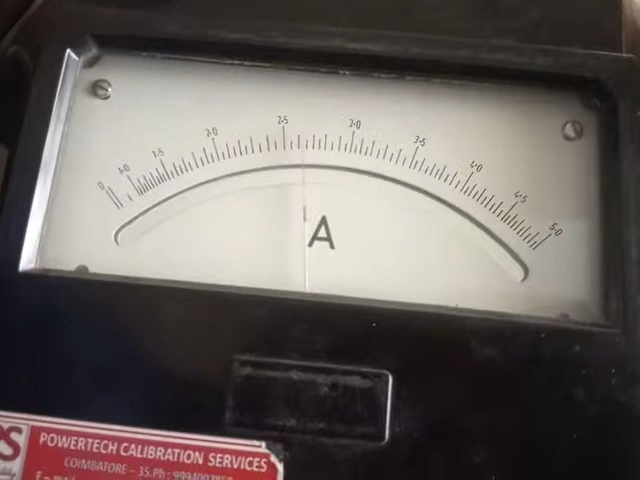 0 1·0 1·5 2·0 2·5 3·0 3·5 4·0 4·5 5·0
A
PS
POWERTECH CALIBRATION SERVICES
COIMBATORE – 35.Ph :